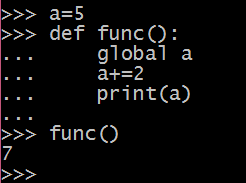 >>> a=5
>>> def func():
...     global a
...     a+=2
...     print(a)
...
>>> func()
7
>>>